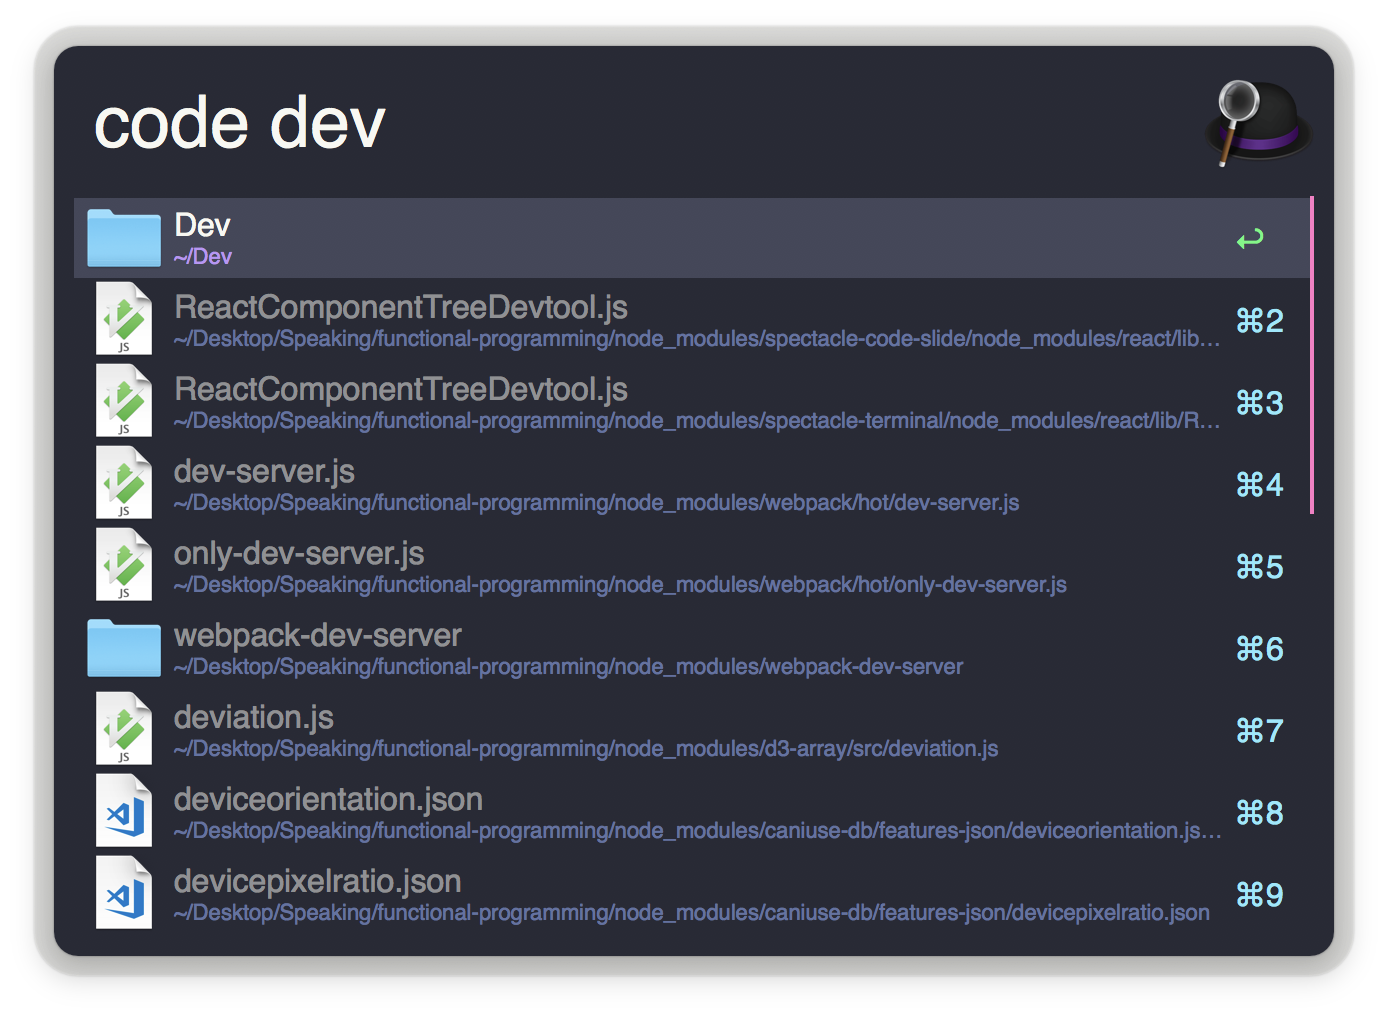 code dev
Dev
~/Dev
↩
ReactComponentTreeDevtool.js
~/Desktop/Speaking/functional-programming/node_modules/spectacle-code-slide/node_modules/react/lib...
⌘2
JS
ReactComponentTreeDevtool.js
~/Desktop/Speaking/functional-programming/node_modules/spectacle-terminal/node_modules/react/lib/R...
⌘3
JS
dev-server.js
~/Desktop/Speaking/functional-programming/node_modules/webpack/hot/dev-server.js
⌘4
JS
only-dev-server.js
~/Desktop/Speaking/functional-programming/node_modules/webpack/hot/only-dev-server.js
⌘5
JS
webpack-dev-server
~/Desktop/Speaking/functional-programming/node_modules/webpack-dev-server
⌘6
deviation.js
~/Desktop/Speaking/functional-programming/node_modules/d3-array/src/deviation.js
⌘7
JS
deviceorientation.json
~/Desktop/Speaking/functional-programming/node_modules/caniuse-db/features-json/deviceorientation.js...
⌘8
devicepixelratio.json
~/Desktop/Speaking/functional-programming/node_modules/caniuse-db/features-json/devicepixelratio.json
⌘9